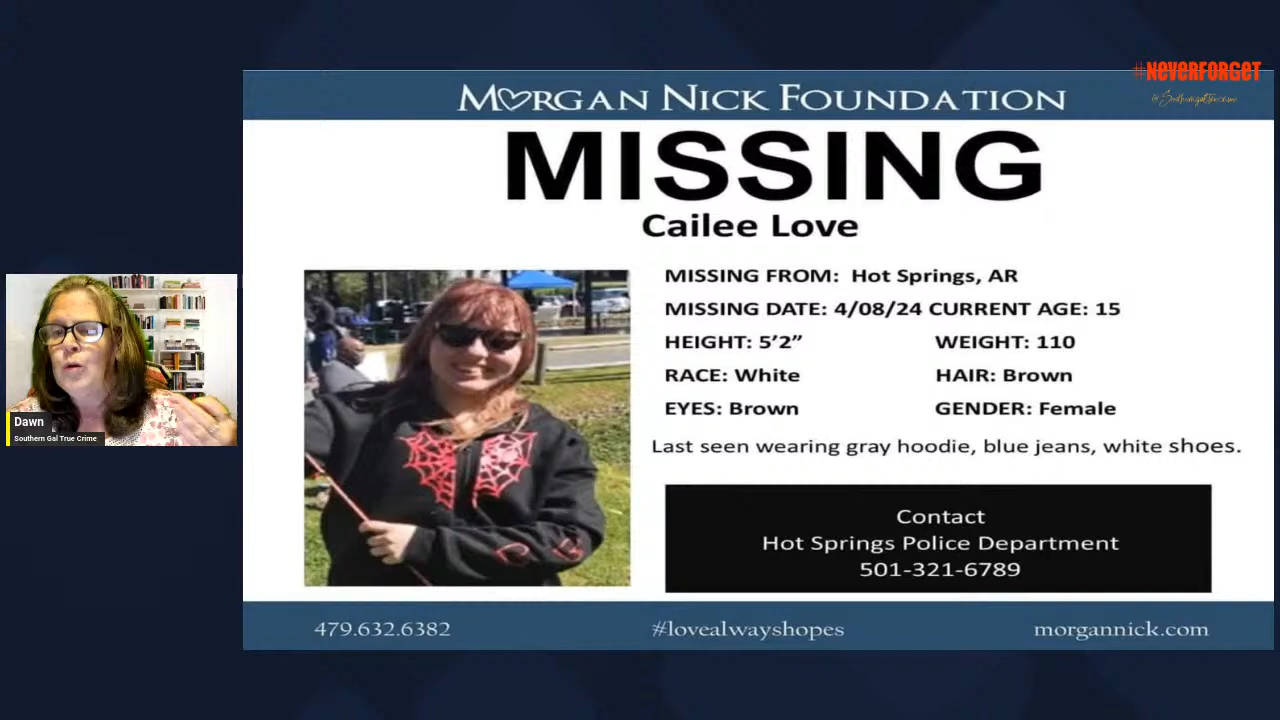 #NEVERFORGET
MORGAN NICK FOUNDATION
MISSING
Cailee Love
MISSING FROM: Hot Springs, AR
MISSING DATE: 4/08/24 CURRENT AGE: 15
HEIGHT: 5’2” WEIGHT: 110
RACE: White HAIR: Brown
EYES: Brown GENDER: Female
Last seen wearing gray hoodie, blue jeans, white shoes.
Contact
Hot Springs Police Department
501-321-6789
479.632.6382 #lovealwayshopes morgannick.com
Dawn
Southern Gal True Crime